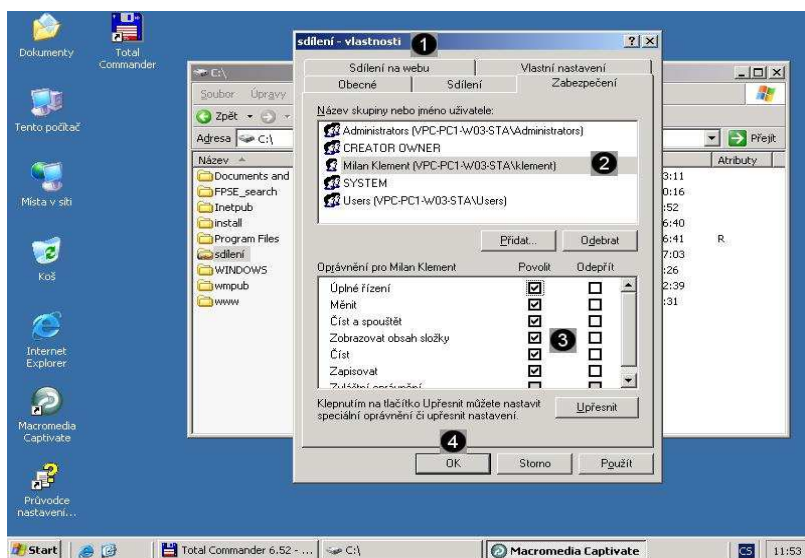 Dokumenty
Total
Commander
Tento počítač
Místa v síti
Koš
Internet
Explorer
Macromedia
Captivate
Průvodce
nastavení...
C:\
Soubor Úpravy
Zpět
Adresa C:\
Přejít
Název
Atributy
Documents and
3:11
FPSE_search
0:16
Inetpub
:52
install
6:40
Program Files
6:41 R
sdílení
7:03
WINDOWS
:26
wmpub
2:39
www
:31
sdílení - vlastnosti 1
Sdílení na webu Vlastní nastavení
Obecné Sdílení Zabezpečení
Název skupiny nebo jméno uživatele:
Administrators (VPC-PC1-W03-STA\Administrators)
CREATOR OWNER
Milan Klement (VPC-PC1-W03-STA\klement) 2
SYSTEM
Users (VPC-PC1-W03-STA\Users)
Přidat... Odebrat
Oprávnění pro Milan Klement Povolit Odepřít
Úplné řízení
Měnit
Číst a spouštět
Zobrazovat obsah složky 3
Číst
Zapisovat
Zvláštní oprávnění
Klepnutím na tlačítko Upřesnit můžete nastavit
speciální oprávnění či upřesnit nastavení.
Upřesnit
4
OK Storno Použít
Start
Total Commander 6.52 - ...
C:\
Macromedia Captivate
CS
11:53